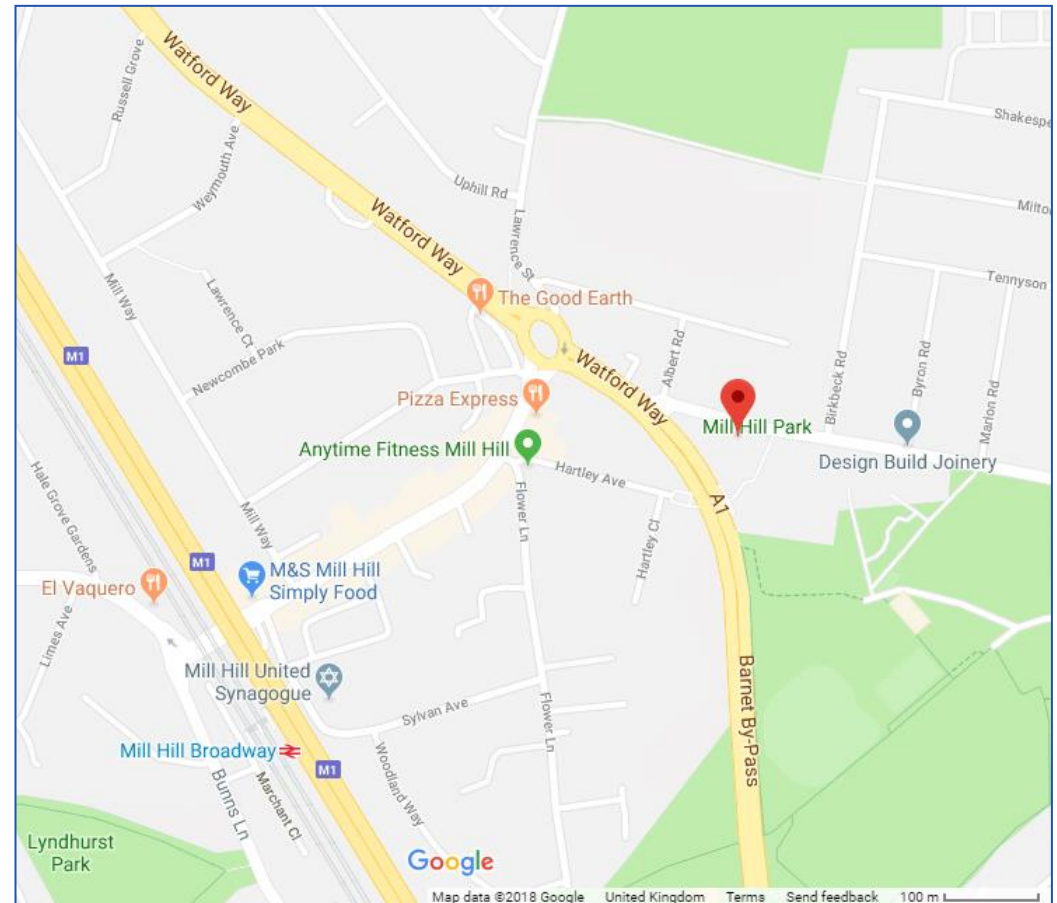 Watford Way
Russell Grove
Weymouth Ave
Shakespe
Uphill Rd
Milto
Watford Way
Lawrence St
Mill Way
Lawrence Ct
Tennyson
The Good Earth
M1
Newcombe Park
Albert Rd
Birkbeck Rd
Byron Rd
Watford Way
Pizza Express
Marlon Rd
Mill Hill Park
Anytime Fitness Mill Hill
Design Build Joinery
Hartley Ave
Hale Grove Gardens
Flower Ln
A1
Mill Way
Hartley Cl
M1
M&S Mill Hill
Simply Food
El Vaquero
Limes Ave
Mill Hill United
Synagogue
Barnet By-Pass
Sylvan Ave
Flower Ln
Mill Hill Broadway
M1
Woodland Way
Bunns Ln
Marchant Cl
Lyndhurst
Park
Google
Map data ©2018 Google United Kingdom Terms Send feedback 100 m